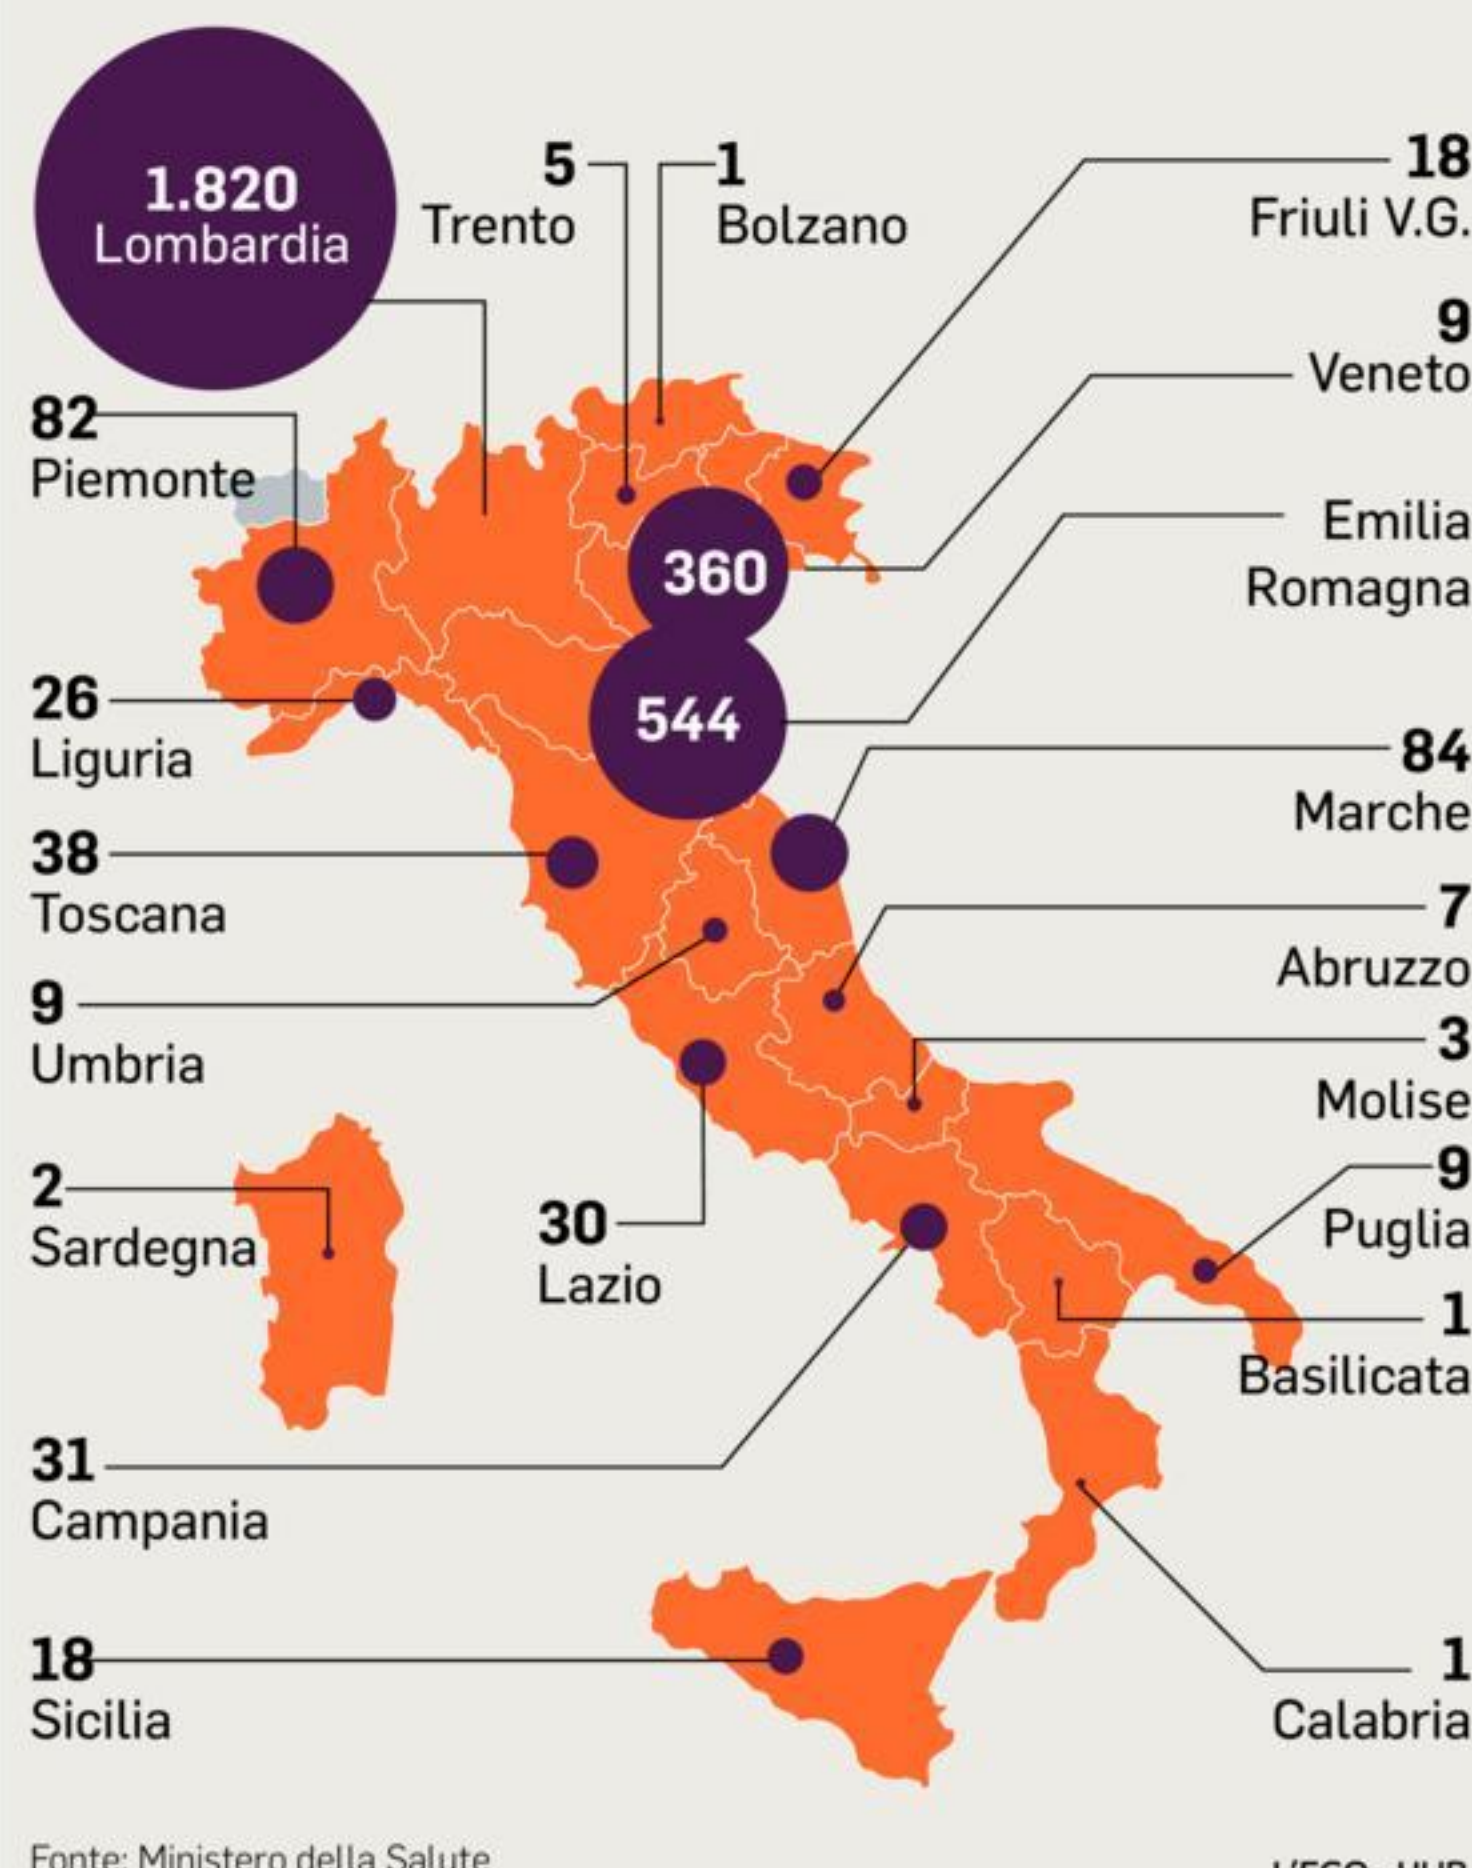 1.820
Lombardia
5
Trento
1
Bolzano
18
Friuli V.G.
9
Veneto
82
Piemonte
360
Emilia
Romagna
544
26
Liguria
84
Marche
38
Toscana
7
Abruzzo
9
Umbria
3
Molise
2
Sardegna
30
Lazio
9
Puglia
1
Basilicata
31
Campania
18
Sicilia
1
Calabria
Fonte: Ministero della Salute